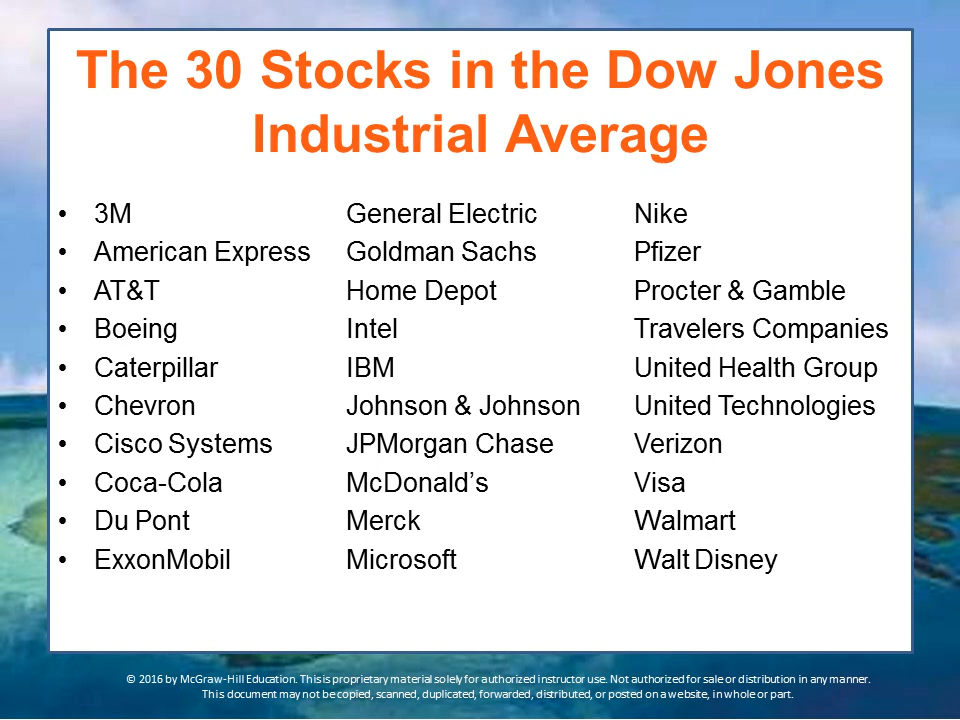 The 30 Stocks in the Dow Jones
Industrial Average
• 3M General Electric Nike
• American Express Goldman Sachs Pfizer
• AT&T Home Depot Procter & Gamble
• Boeing Intel Travelers Companies
• Caterpillar IBM United Health Group
• Chevron Johnson & Johnson United Technologies
• Cisco Systems JPMorgan Chase Verizon
• Coca-Cola McDonald’s Visa
• Du Pont Merck Walmart
• ExxonMobil Microsoft Walt Disney
© 2016 by McGraw-Hill Education. This is proprietary material solely for authorized instructor use. Not authorized for sale or distribution in any manner.
This document may not be copied, scanned, duplicated, forwarded, distributed, or posted on a website, in whole or part.